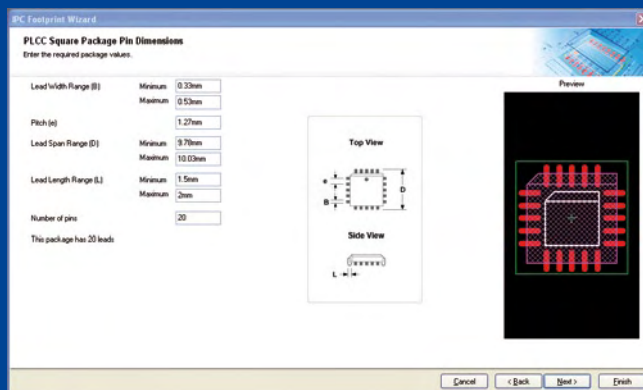 IPC Footprint Wizard
PLCC Square Package Pin Dimensions
Enter the required package values.
Lead Width Range (B) Minimum 0.33mm
Maximum 0.53mm
Pitch (e) 1.27mm
Lead Span Range (D) Minimum 9.78mm
Maximum 10.03mm
Lead Length Range (L) Minimum 1.5mm
Maximum 2mm
Number of pins 20
This package has 20 leads
Top View
e
D
B
Side View
L
Preview
Cancel
< Back
Next >
Finish